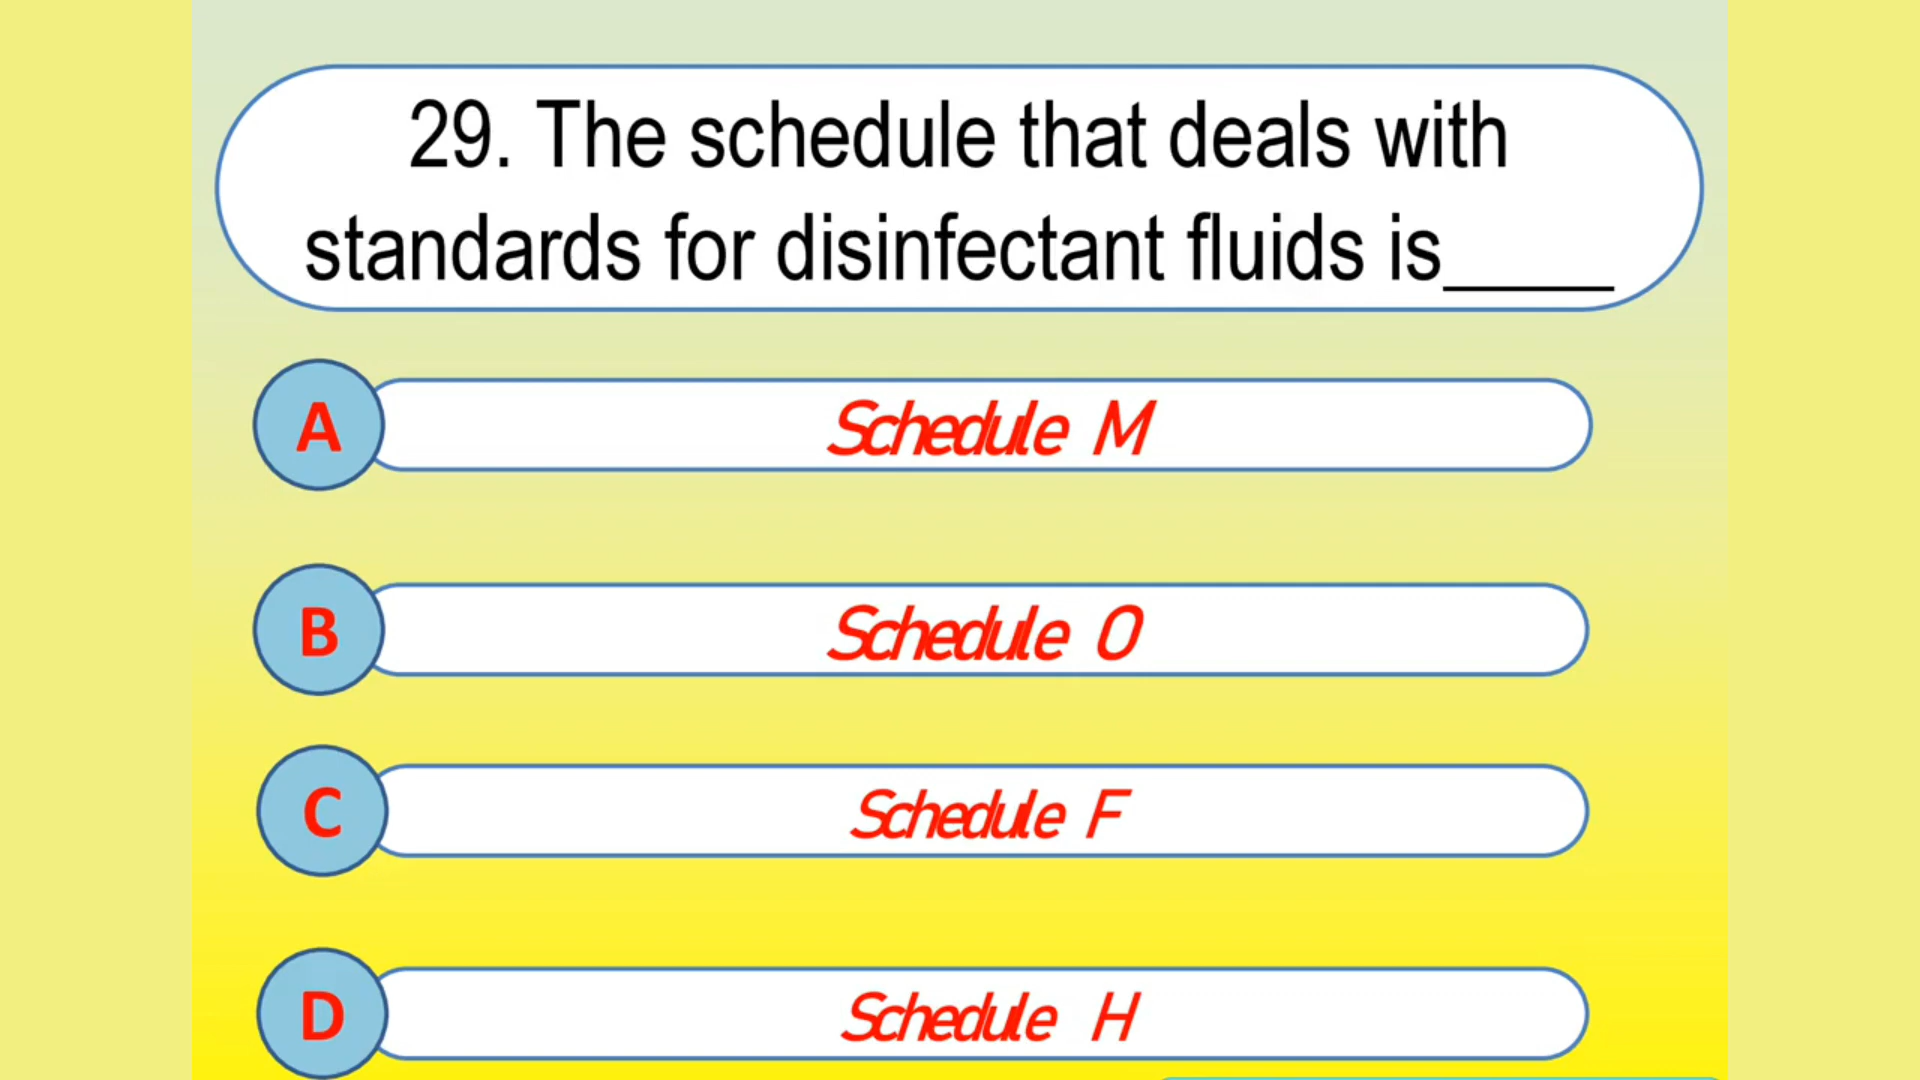 29. The schedule that deals with
standards for disinfectant fluids is_____
A Schedule M
B Schedule O
C Schedule F
D Schedule H